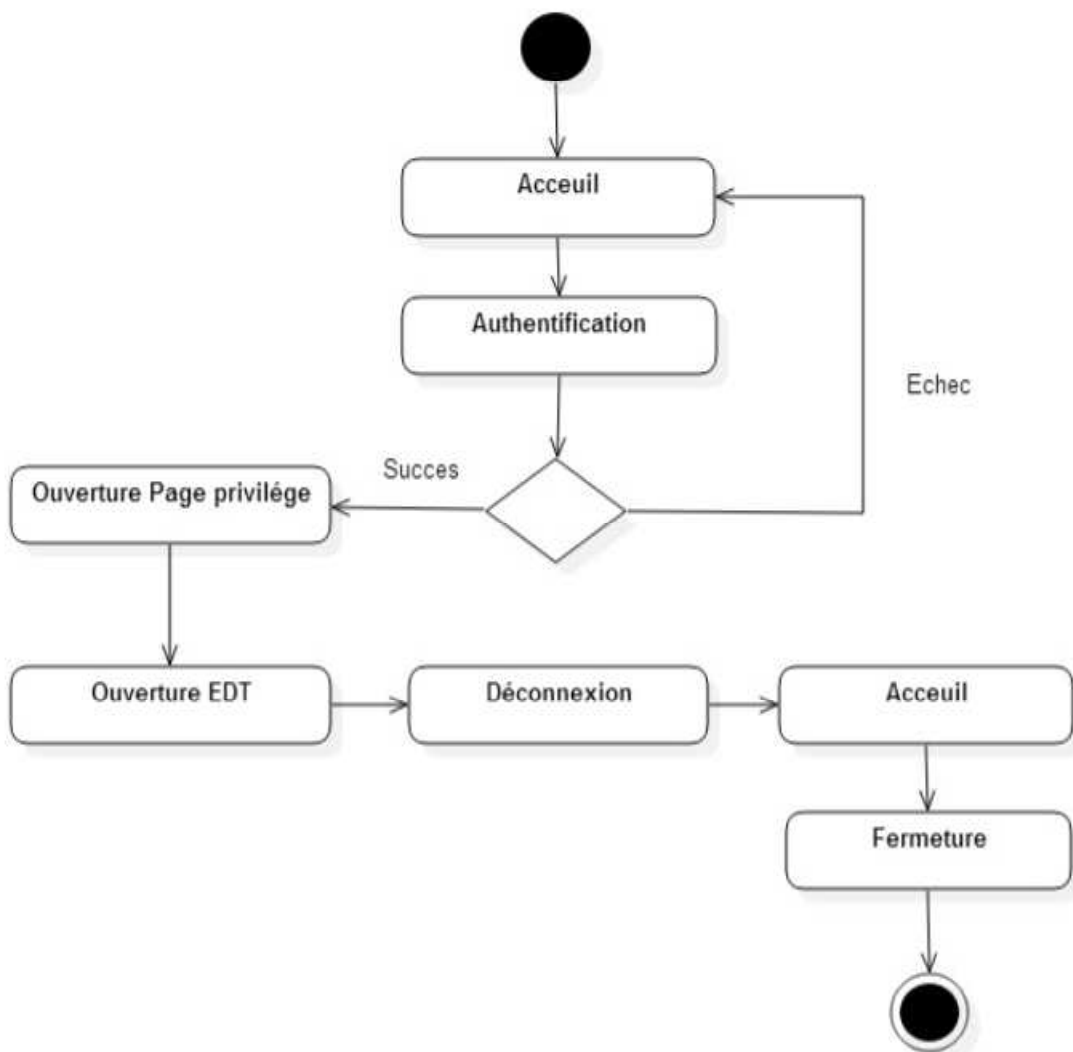 Acceuil
Authentification
Echec
Succes
Ouverture Page privilége
Ouverture EDT
Déconnexion
Acceuil
Fermeture